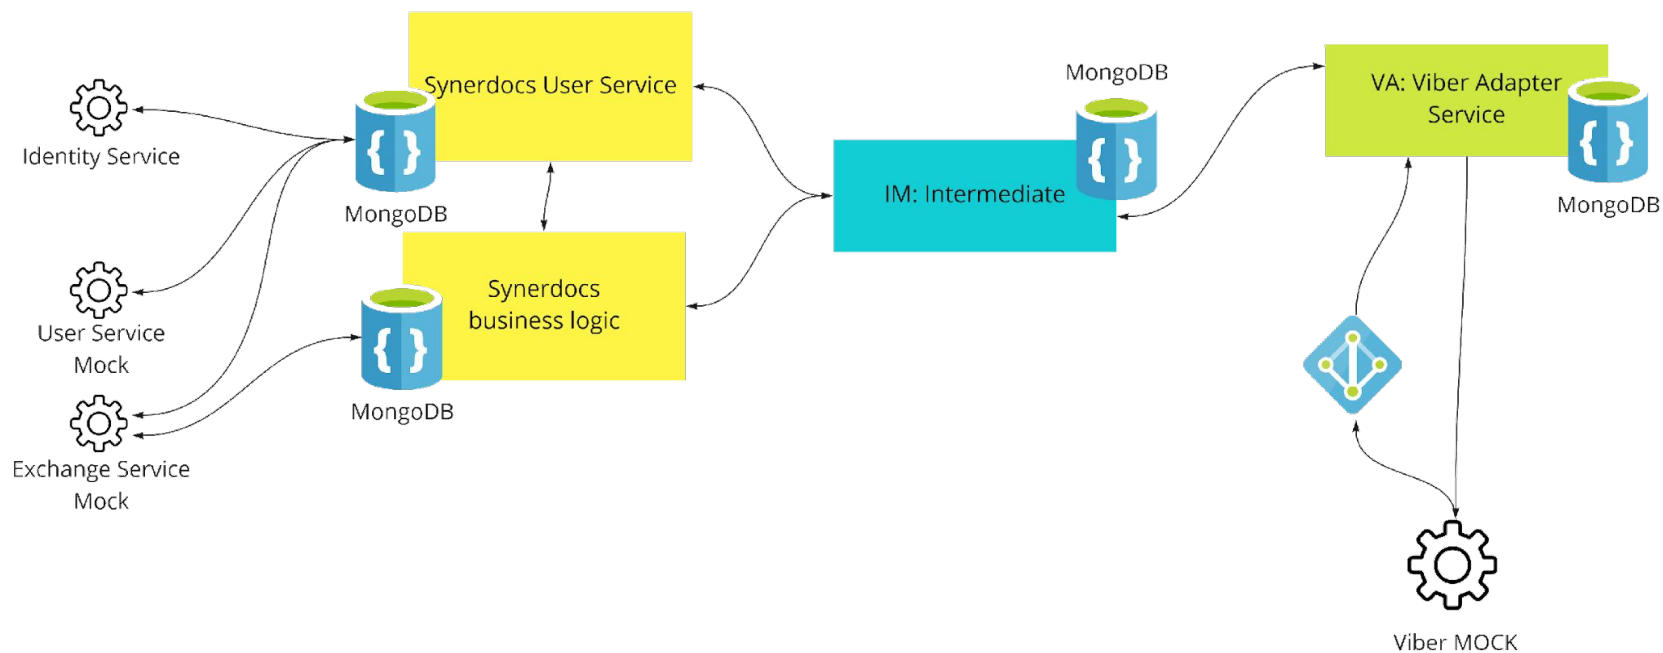 Synerdocs User Service
MongoDB
VA: Viber Adapter
Service
Identity Service
{ }
{ }
{ }
IM: Intermediate
MongoDB
MongoDB
Synerdocs
business logic
User Service
Mock
{ }
MongoDB
Exchange Service
Mock
Viber MOCK